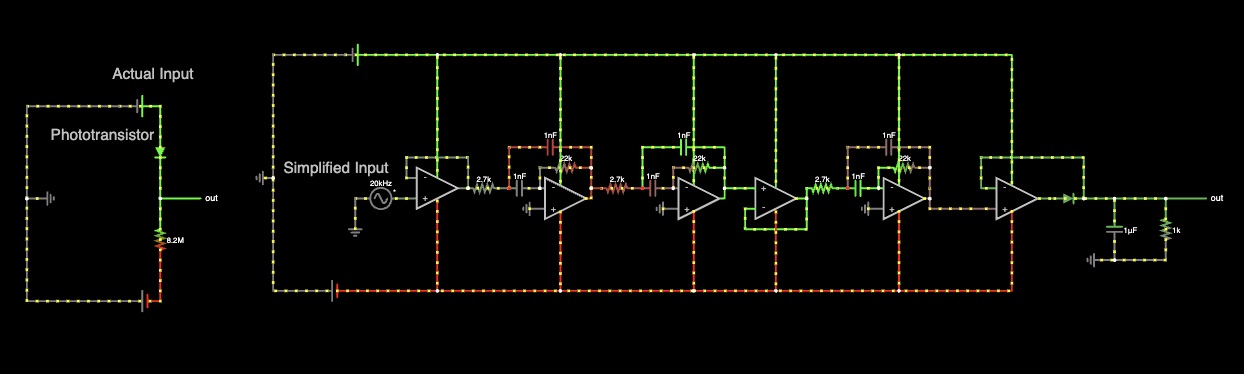 Actual Input
Phototransistor
out
8.2M
Simplified Input
20kHz
-
+
2.7k
1nF
1nF
22k
-
+
2.7k
1nF
1nF
22k
-
+
+
-
2.7k
1nF
1nF
22k
-
+
-
+
1µF
1k
out